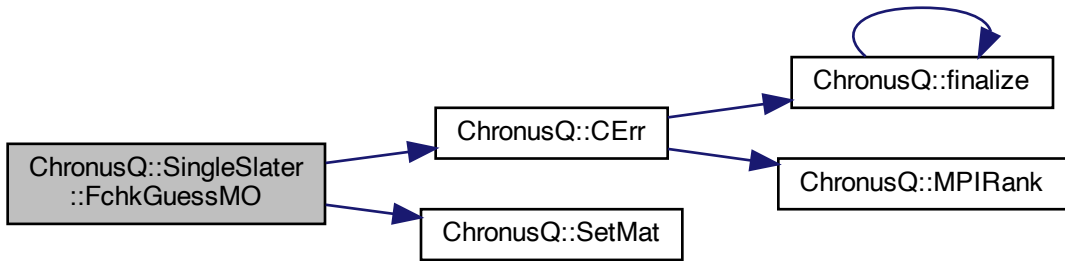 ChronusQ::SingleSlater
::FchkGuessMO
ChronusQ::CErr
ChronusQ::SetMat
ChronusQ::finalize
ChronusQ::MPIRank